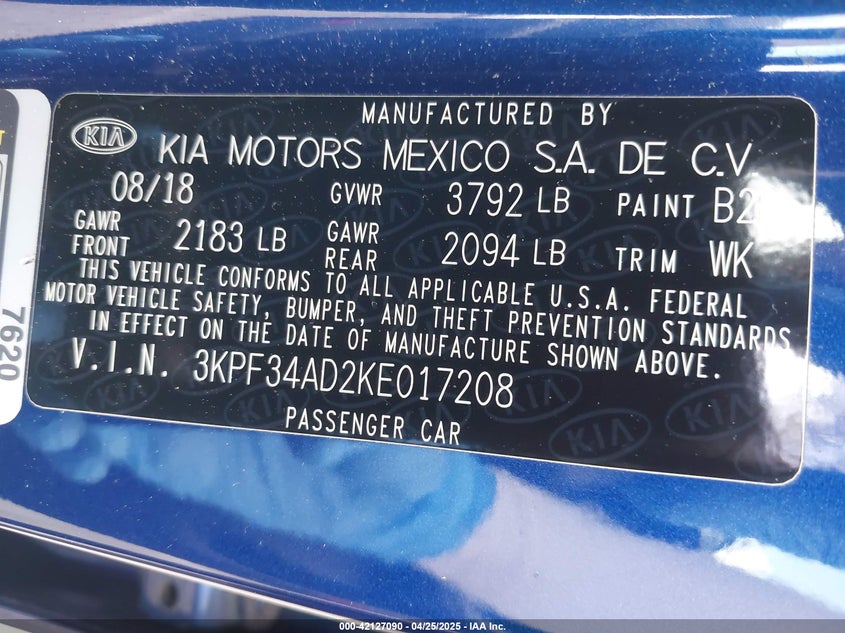 MANUFACTURED BY
KIA KIA MOTORS MEXICO S.A. DE C.V
08/18 GVWR 3792 LB PAINT B2
GAWR FRONT 2183 LB GAWR REAR 2094 LB TRIM WK
THIS VEHICLE CONFORMS TO ALL APPLICABLE U.S.A. FEDERAL
MOTOR VEHICLE SAFETY, BUMPER, AND THEFT PREVENTION STANDARDS
IN EFFECT ON THE DATE OF MANUFACTURE SHOWN ABOVE.
V.I.N. 3KPF34AD2KE017208
PASSENGER CAR
7620
000-42127090 - 04/25/2025 - IAA Inc.